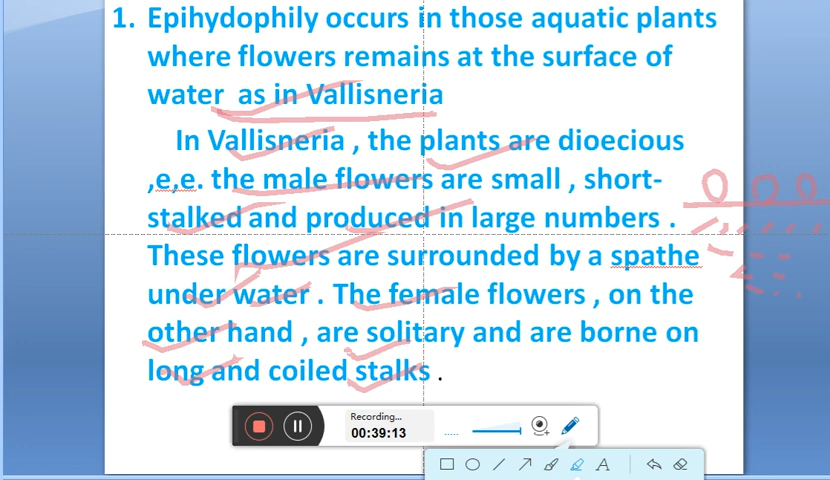 1. Epihydophily occurs in those aquatic plants
where flowers remains at the surface of
water as in Vallisneria
In Vallisneria , the plants are dioecious
,e,e. the male flowers are small , short-
stalked and produced in large numbers .
These flowers are surrounded by a spathe
under water . The female flowers , on the
other hand , are solitary and are borne on
long and coiled stalks .
Recording...
00:39:13
A